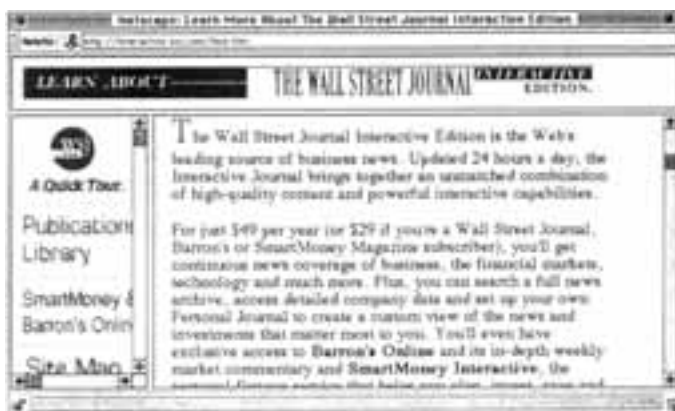 Netscape: Learn More About The Wall Street Journal Interactive Edition
LEARN ABOUT
THE WALL STREET JOURNAL INTERACTIVE EDITION.
A Quick Tour.
Publications
Library
SmartMoney &
Barron's Onlin
Site Map
The Wall Street Journal Interactive Edition is the Web's
leading source of business news. Updated 24 hours a day, the
Interactive Journal brings together an unmatched combination
of high-quality content and powerful interactive capabilities.
For just $49 per year (or $29 if you're a Wall Street Journal,
Barron's or SmartMoney Magazine subscriber), you'll get
continuous news coverage of business, the financial markets,
technology and much more. Plus, you can search a full news
archive, access detailed company data and set up your own
Personal Journal to create a custom view of the news and
investments that matter most to you. You'll even have
exclusive access to Barron's Online and its in-depth weekly
market commentary and SmartMoney Interactive, the